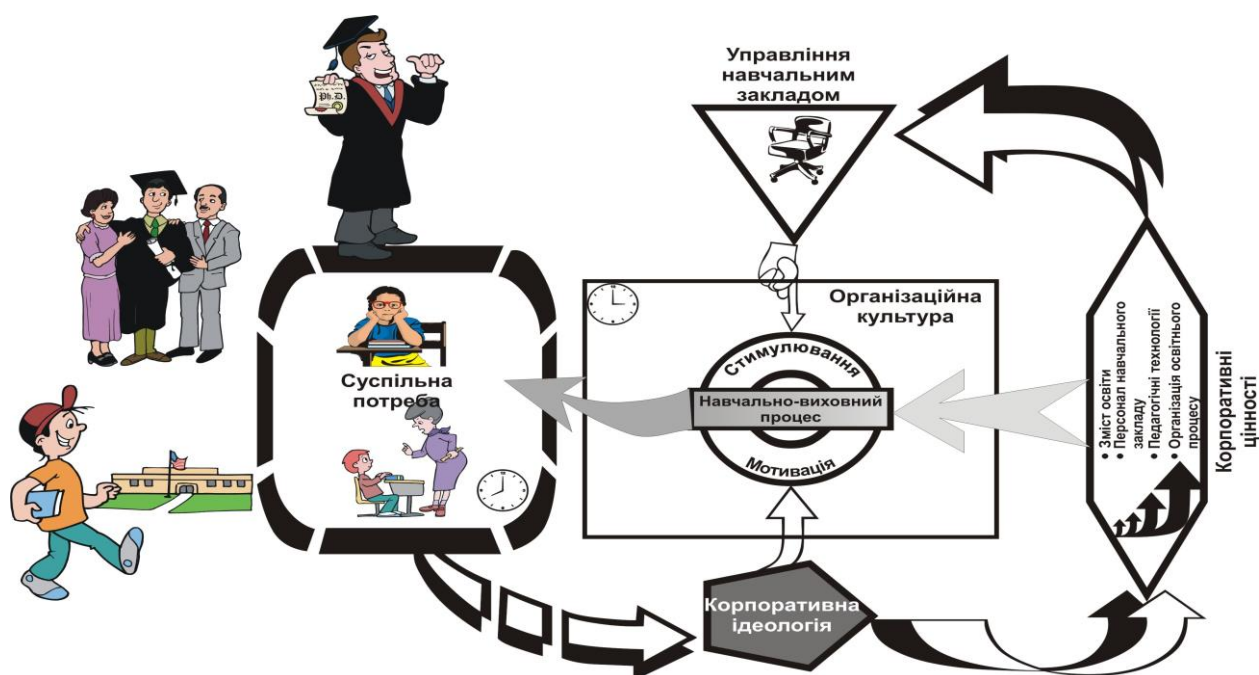 Ph.D.
Управління
навчальним
закладом
Організаційна
культура
Стимулювання
Навчально-виховний
процес
Мотивація
Суспільна
потреба
Корпоративна
ідеологія
• Зміст освіти
• Персонал навчального
закладу
• Педагогічні технології
• Організація освітнього
процесу
Корпоративні
цінності